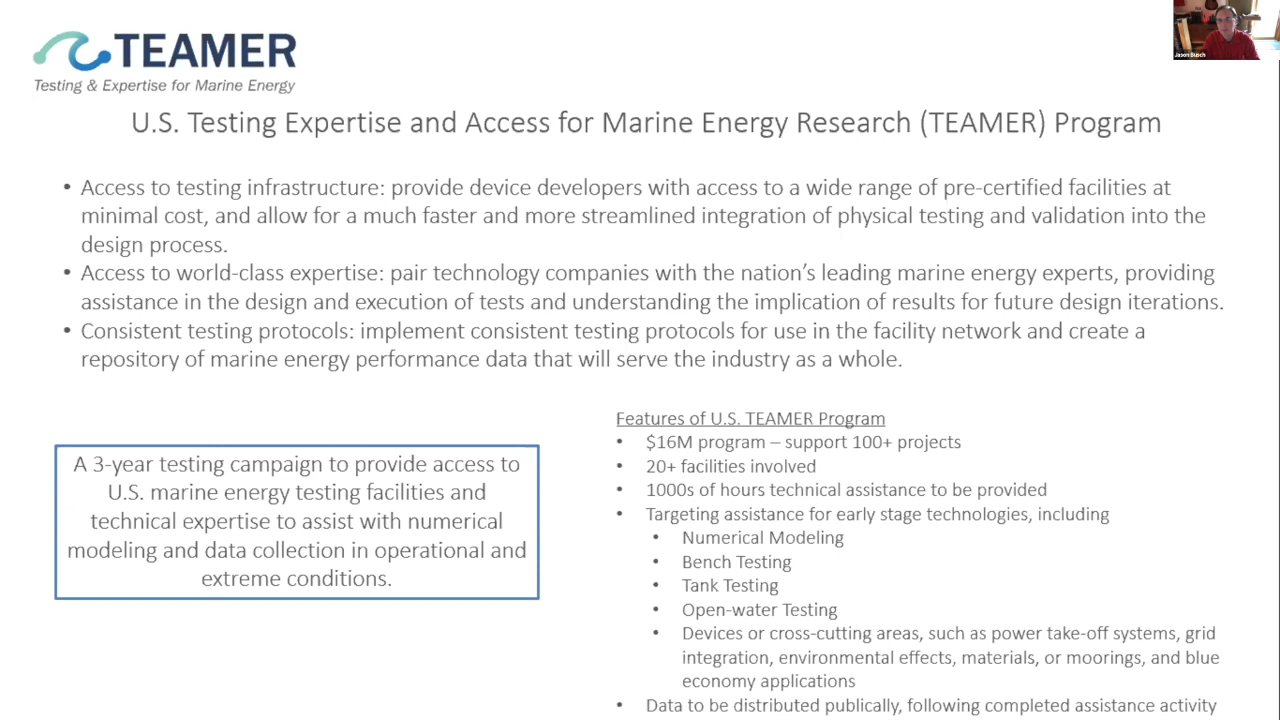 TEAMER
Testing & Expertise for Marine Energy
Jason Busch
U.S. Testing Expertise and Access for Marine Energy Research (TEAMER) Program
• Access to testing infrastructure: provide device developers with access to a wide range of pre-certified facilities at
minimal cost, and allow for a much faster and more streamlined integration of physical testing and validation into the
design process.
• Access to world-class expertise: pair technology companies with the nation's leading marine energy experts, providing
assistance in the design and execution of tests and understanding the implication of results for future design iterations.
• Consistent testing protocols: implement consistent testing protocols for use in the facility network and create a
repository of marine energy performance data that will serve the industry as a whole.
A 3-year testing campaign to provide access to
U.S. marine energy testing facilities and
technical expertise to assist with numerical
modeling and data collection in operational and
extreme conditions.
Features of U.S. TEAMER Program
• $16M program – support 100+ projects
• 20+ facilities involved
• 1000s of hours technical assistance to be provided
• Targeting assistance for early stage technologies, including
• Numerical Modeling
• Bench Testing
• Tank Testing
• Open-water Testing
• Devices or cross-cutting areas, such as power take-off systems, grid
integration, environmental effects, materials, or moorings, and blue
economy applications
• Data to be distributed publically, following completed assistance activity